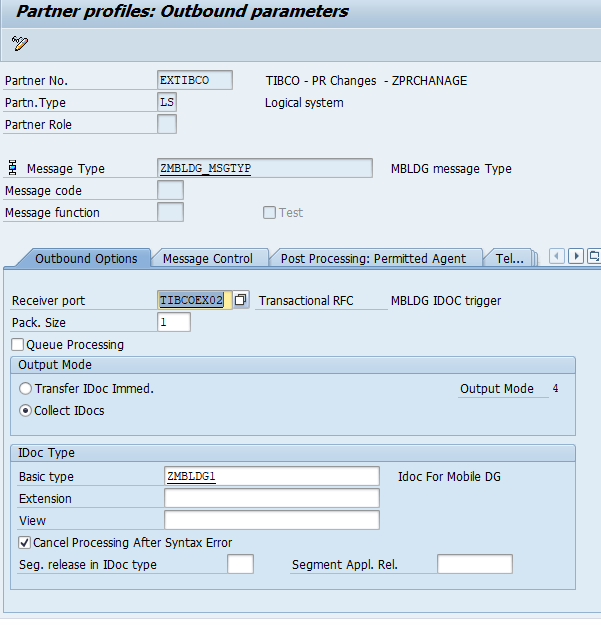 Partner profiles: Outbound parameters
Partner No. EXTIBCO TIBCO - PR Changes - ZPRCHANAGE
Partn.Type LS Logical system
Partner Role
Message Type ZMBLDG_MSGTYP MBLDG message Type
Message code
Message function Test
Outbound Options Message Control Post Processing: Permitted Agent Tel...
Receiver port TIBCOEX02 Transactional RFC MBLDG IDOC trigger
Pack. Size 1
Queue Processing
Output Mode
Transfer IDoc Immed. Output Mode 4
Collect IDocs
IDoc Type
Basic type ZMBLDG1 Idoc For Mobile DG
Extension
View
Cancel Processing After Syntax Error
Seg. release in IDoc type Segment Appl. Rel.